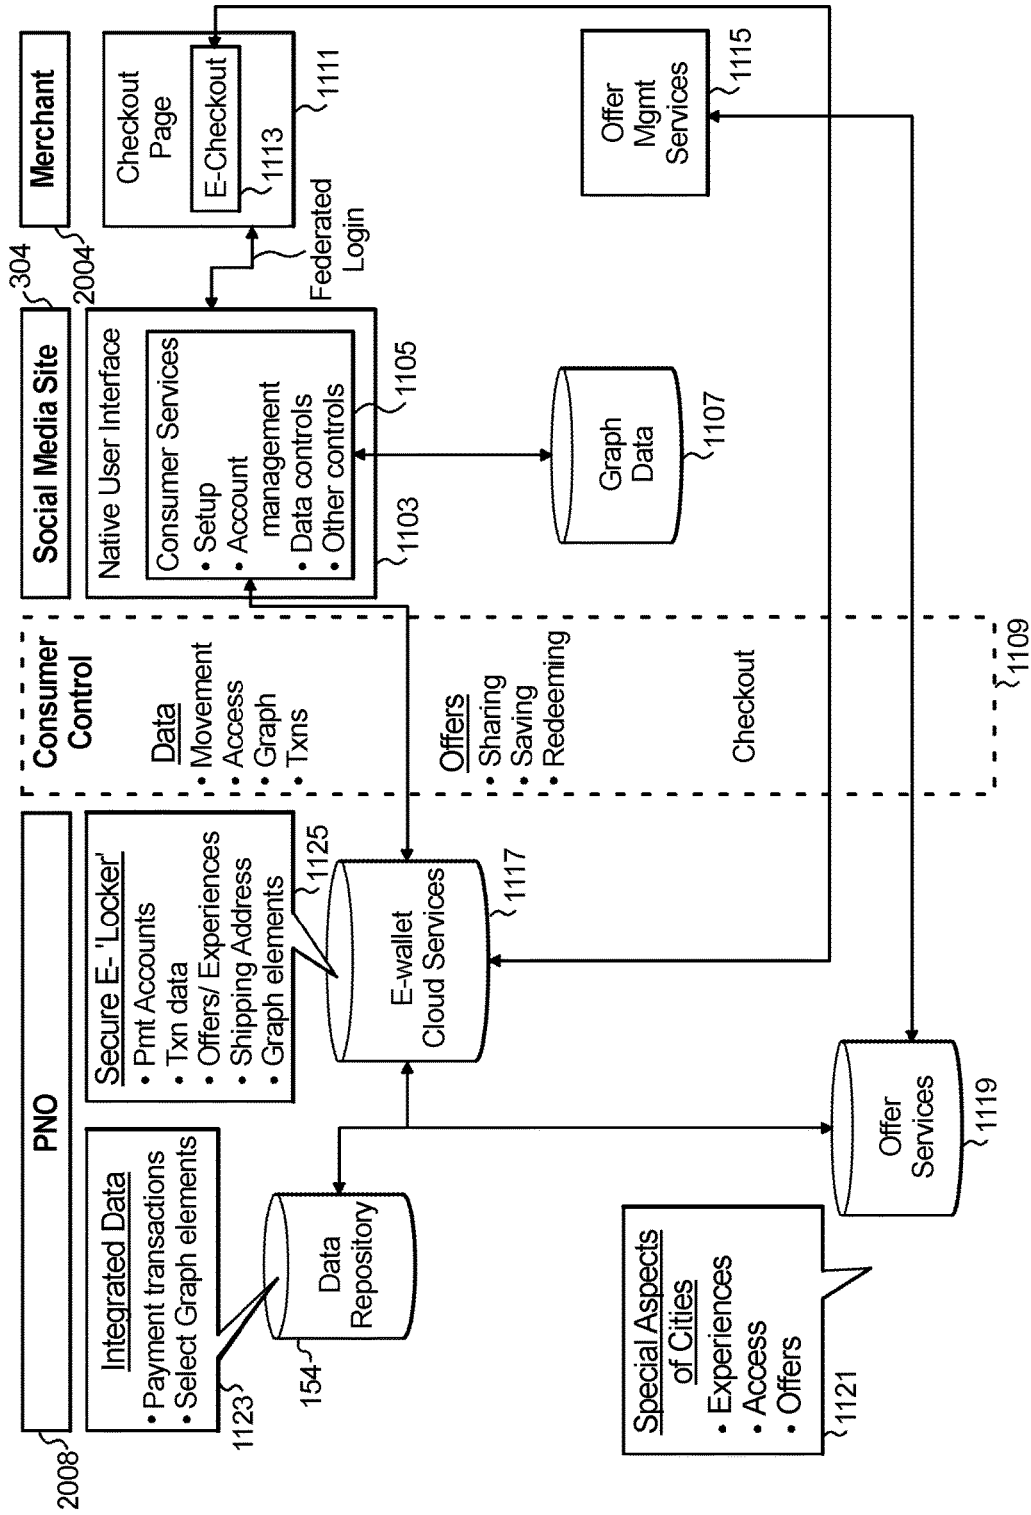 PNO
2008
Integrated Data
• Payment transactions
• Select Graph elements
1123
Data
Repository
154
Secure E- 'Locker'
• Pmt Accounts
• Txn data
• Offers/ Experiences
• Shipping Address
• Graph elements
1125
E-wallet
Cloud Services
1117
Special Aspects
of Cities
• Experiences
• Access
• Offers
1121
Offer
Services
1119
Consumer
Control
Data
• Movement
• Access
• Graph
• Txns
Offers
• Sharing
• Saving
• Redeeming
Checkout
1109
Social Media Site
304
Native User Interface
Consumer Services
• Setup
• Account
management
• Data controls
• Other controls
1105
1103
Graph
Data
1107
Merchant
2004
Checkout
Page
E-Checkout
1113
1111
Federated
Login
Offer
Mgmt
Services
1115